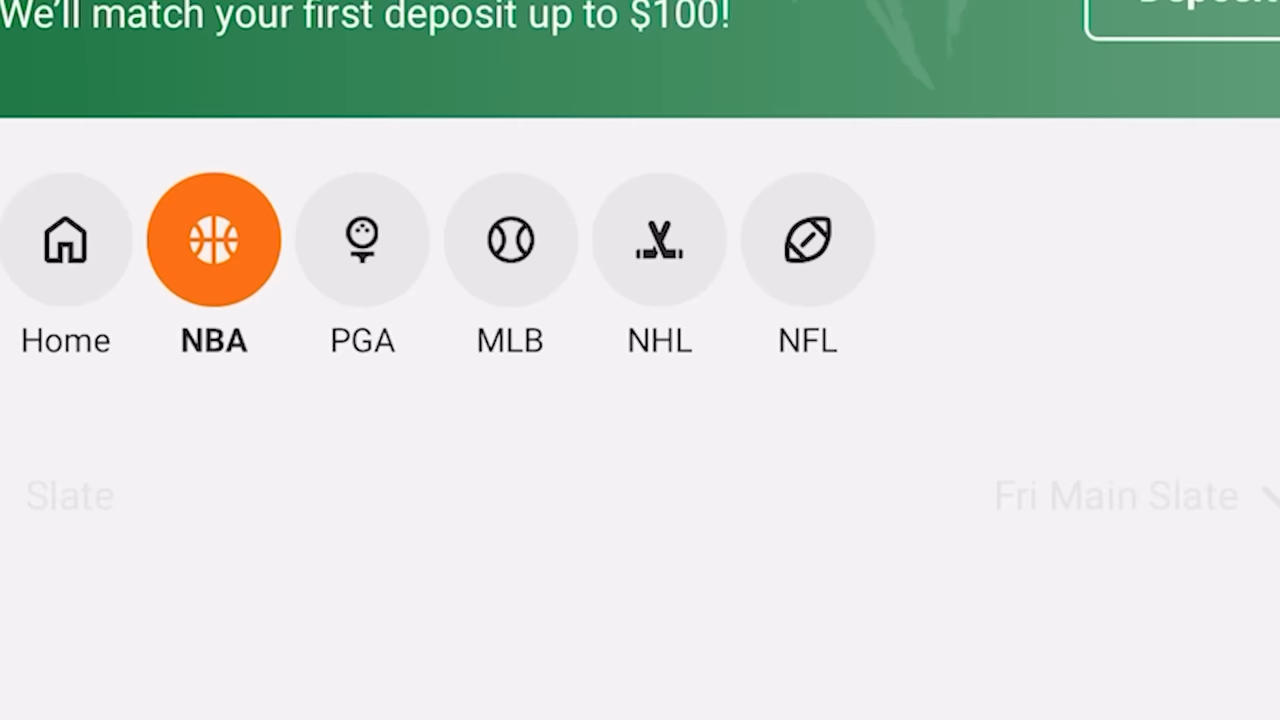 We'll match your first deposit up to $100!
Home NBA PGA MLB NHL NFL
Slate Fri Main Slate